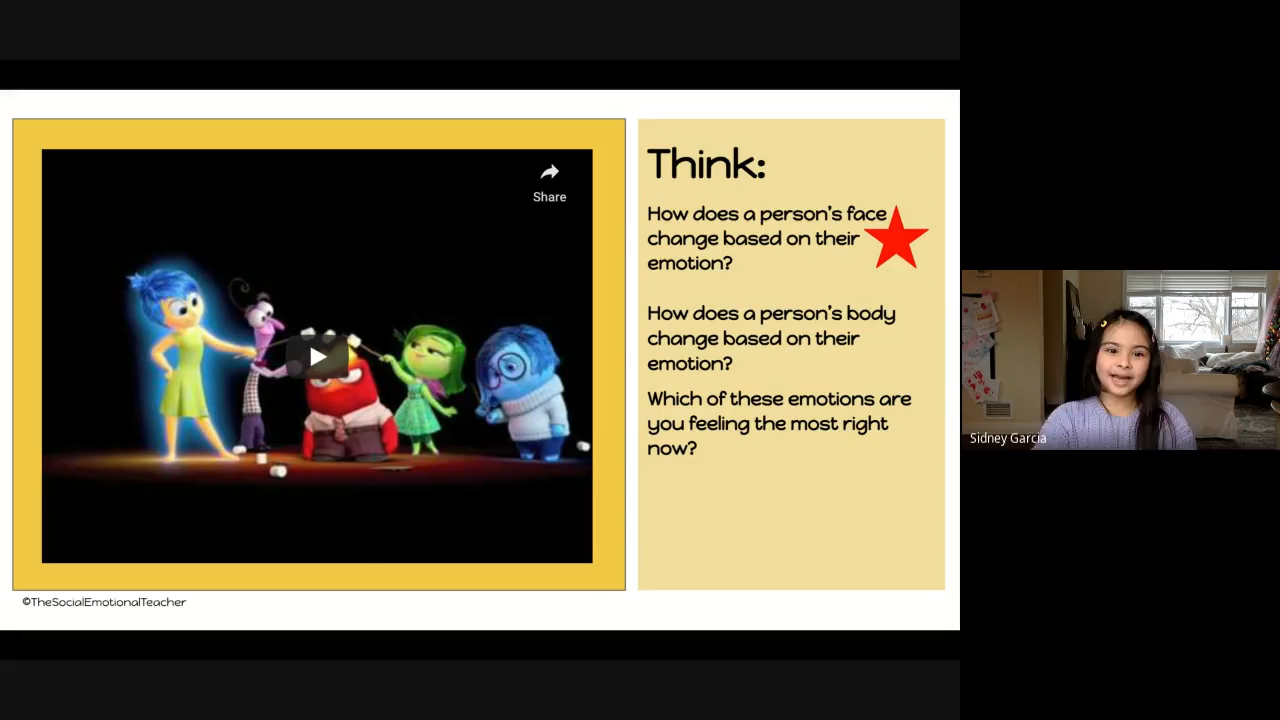 Share
Think:
How does a person's face
change based on their
emotion?
How does a person's body
change based on their
emotion?
Which of these emotions are
you feeling the most right
now?
©TheSocialEmotionalTeacher
Sidney Garcia